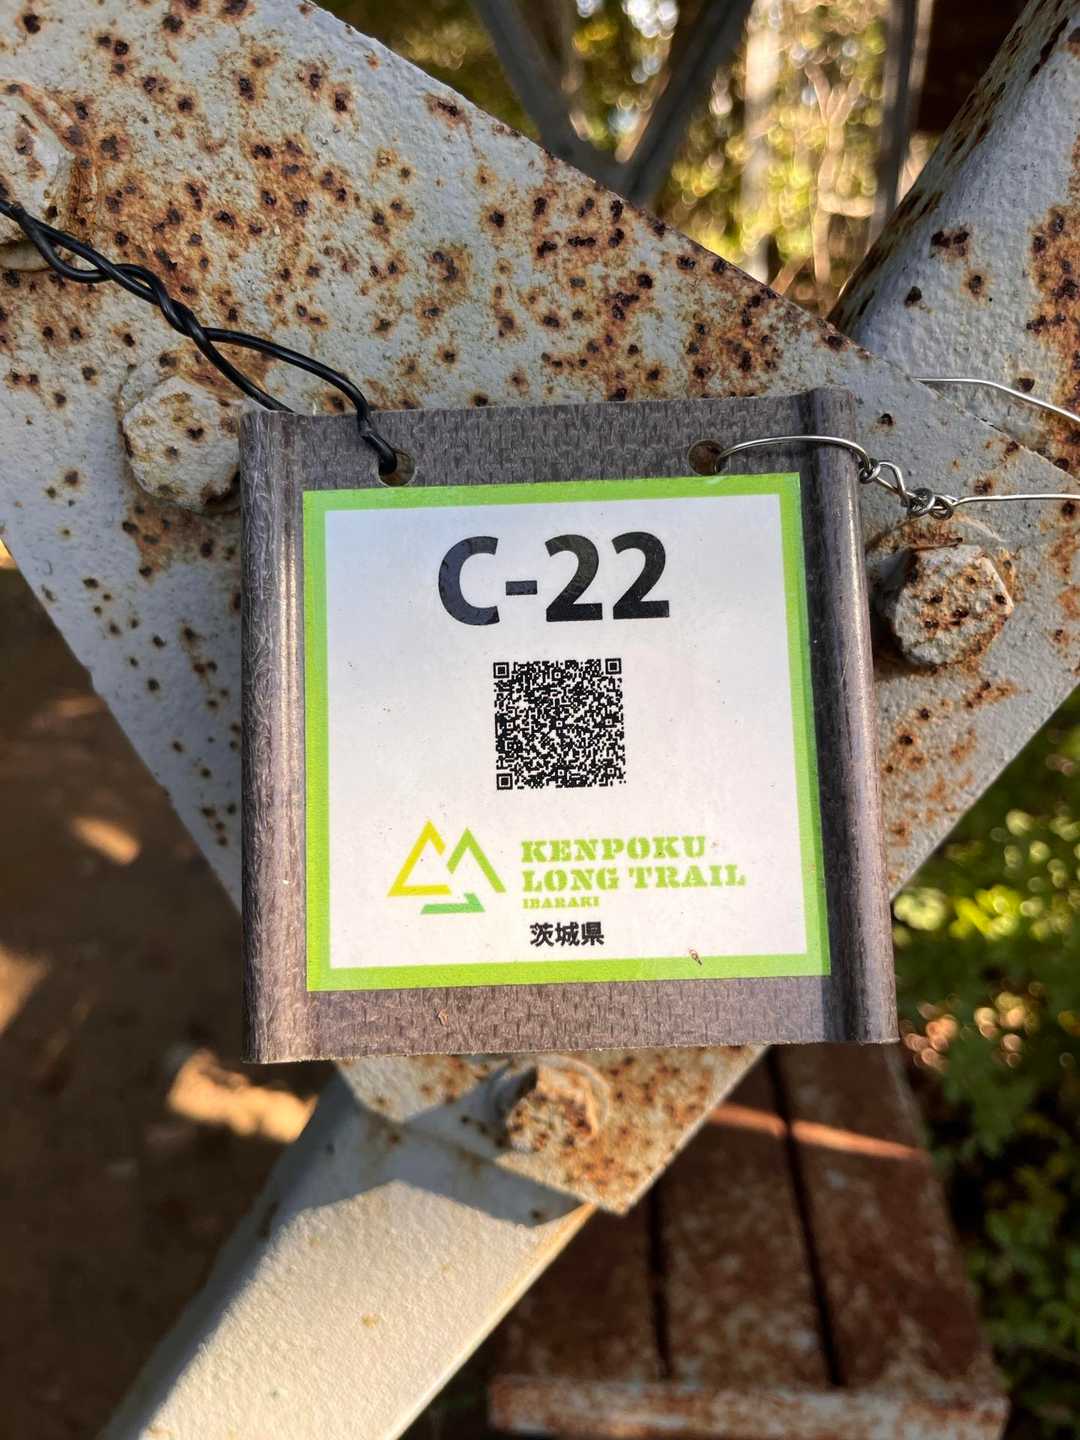 C-22
KENPOKU
LONG TRAIL
IBARAKI
茨城県